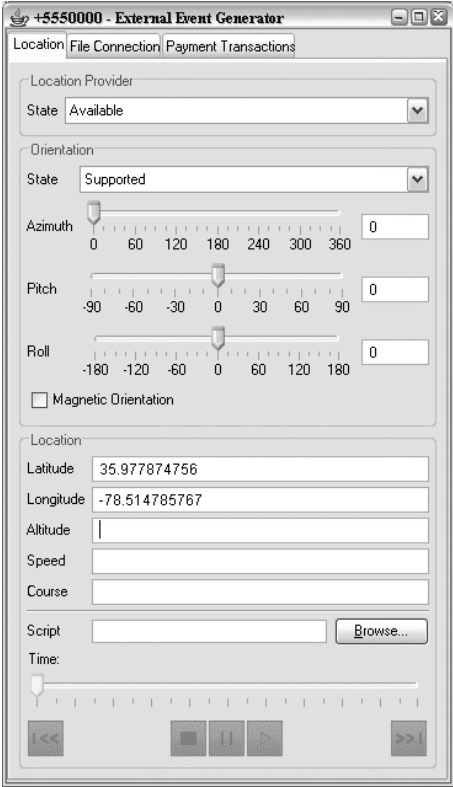 +5550000 - External Event Generator
Location File Connection Payment Transactions
Location Provider
State Available
Orientation
State Supported
Azimuth 0
0 60 120 180 240 300 360
Pitch 0
-90 -60 -30 0 30 60 90
Roll 0
-180 -120 -60 0 60 120 180
Magnetic Orientation
Location
Latitude 35.977874756
Longitude -78.514785767
Altitude
Speed
Course
Script Browse...
Time:
I<< >>I